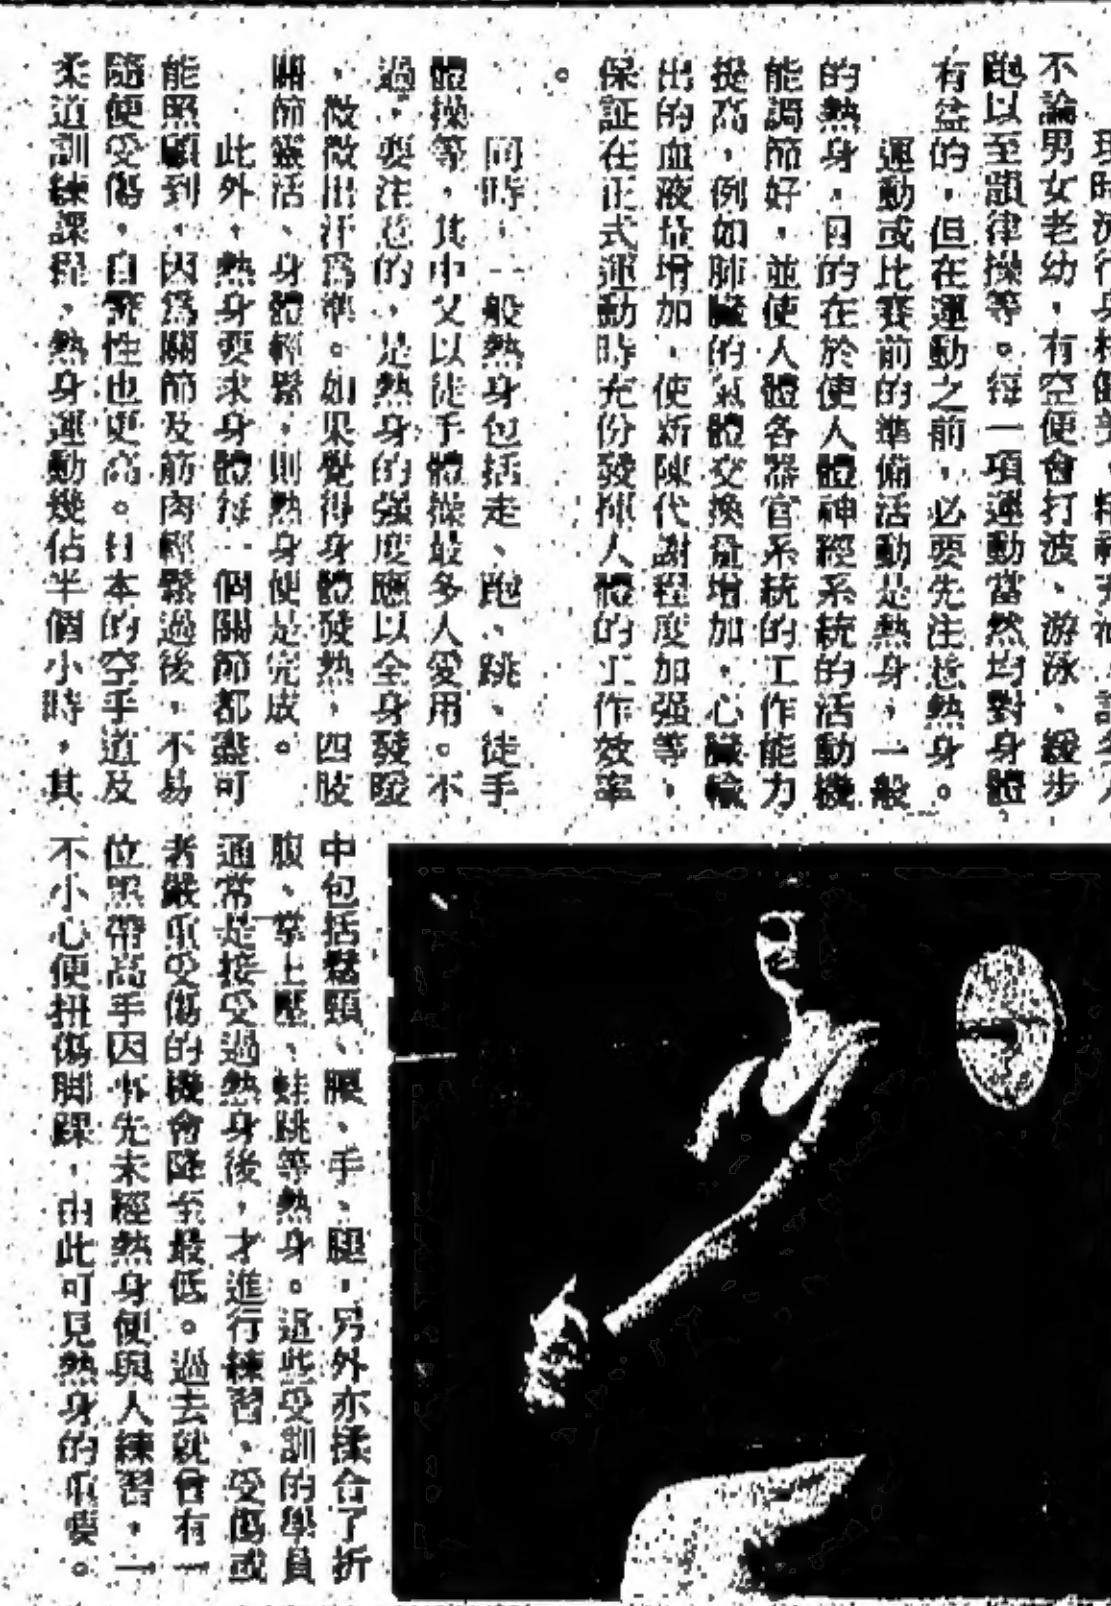 現時流行身材健美，精神充沛，許多人
不論男女老幼，有空便會打波、游泳、緩步
跑以至韻律操等。每一項運動當然均對身體
有益的，但在運動之前，必要先注意熱身。
運動或比賽前的準備活動是熱身，一般
的熱身，目的在於使人體神經系統的活動機
能調節好，並使人體各器官系統的工作能力
提高，例如肺臟的氣體交換量增加，心臟輸
出的血液量增加，使新陳代謝程度加强等，
保証在正式運動時充份發揮人體的工作效率
。
同時，一般熱身包括走、跑、跳、徒手
體操等，其中又以徒手體操最多人愛用。不
過，要注意的，是熱身的强度應以全身發暖
，微微出汗爲準。如果覺得身體發熱，四肢
關節靈活、身體輕鬆，則熱身便是完成。
此外，熱身要求身體每一個關節都盡可
能照顧到，因爲關節及筋肉輕鬆過後，不易
隨便受傷，自衞性也更高。日本的空手道及
柔道訓練課程，熱身運動幾佔半個小時，其
中包括鬆頸、腰、手、腿，另外亦揉合了折
腹、掌上壓、蛙跳等熱身。這些受訓的學員
通常是接受過熱身後，才進行練習，受傷或
者嚴重受傷的機會降至最低。過去就曾有一
位黑帶高手因事先未經熱身便與人練習，一
不小心便扭傷脚踝，由此可見熱身的重要。